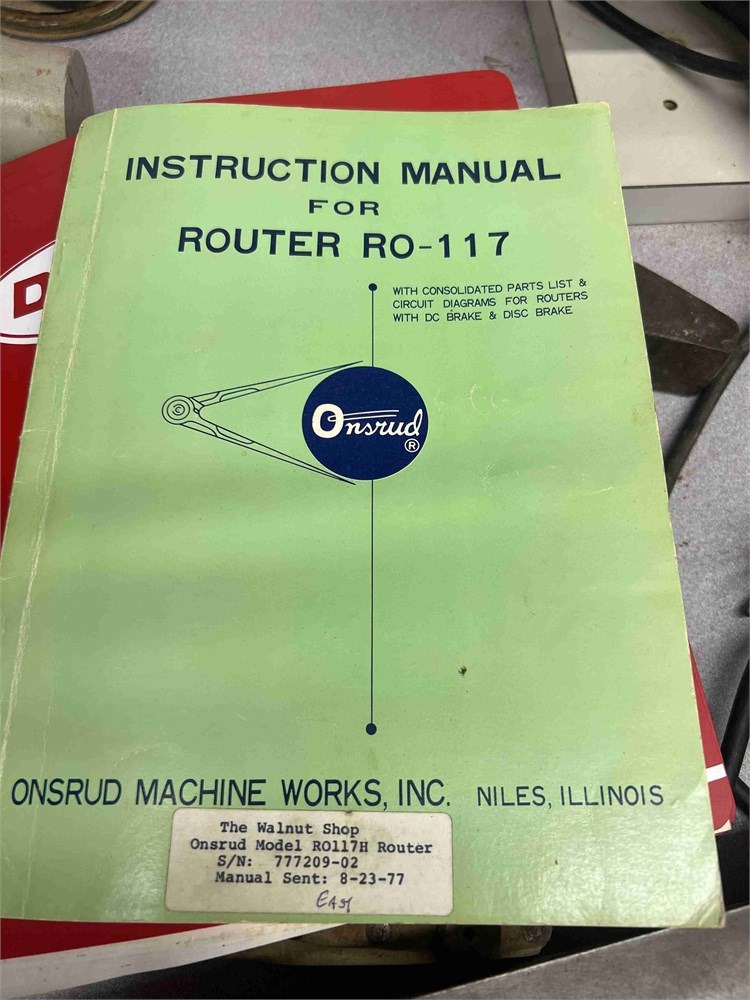 INSTRUCTION MANUAL
FOR
ROUTER RO-117
WITH CONSOLIDATED PARTS LIST &
CIRCUIT DIAGRAMS FOR ROUTERS
WITH DC BRAKE & DISC BRAKE
D
Onsrud
®
ONSRUD MACHINE WORKS, INC. NILES, ILLINOIS
The Walnut Shop
Onsrud Model RO117H Router
S/N: 777209-02
Manual Sent: 8-23-77
EAST